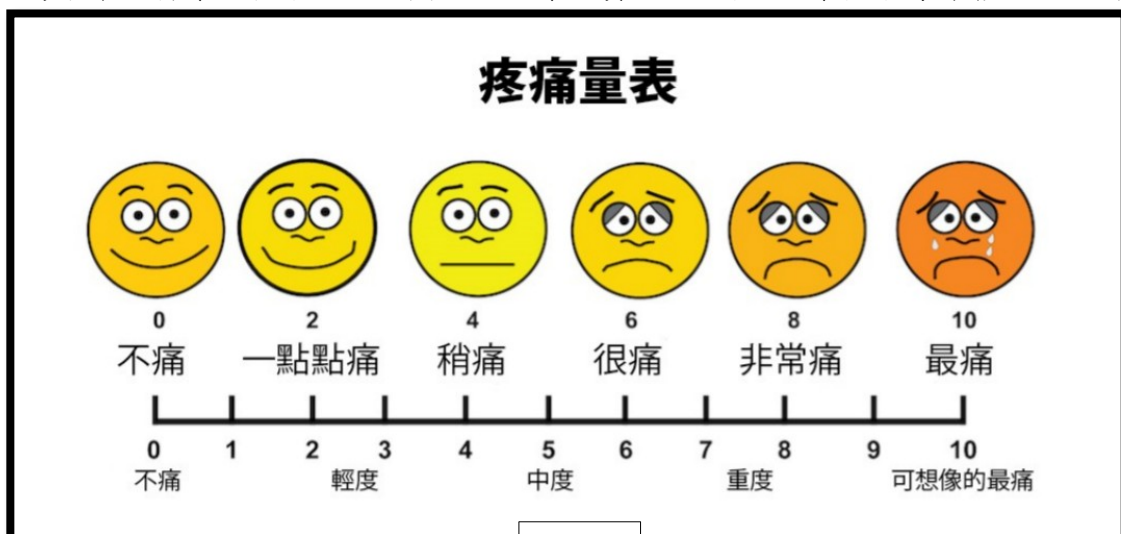 疼痛量表
0 2 4 6 8 10
不痛 一點點痛 稍痛 很痛 非常痛 最痛
0 1 2 3 4 5 6 7 8 9 10
不痛 輕度 中度 重度 可想像的最痛